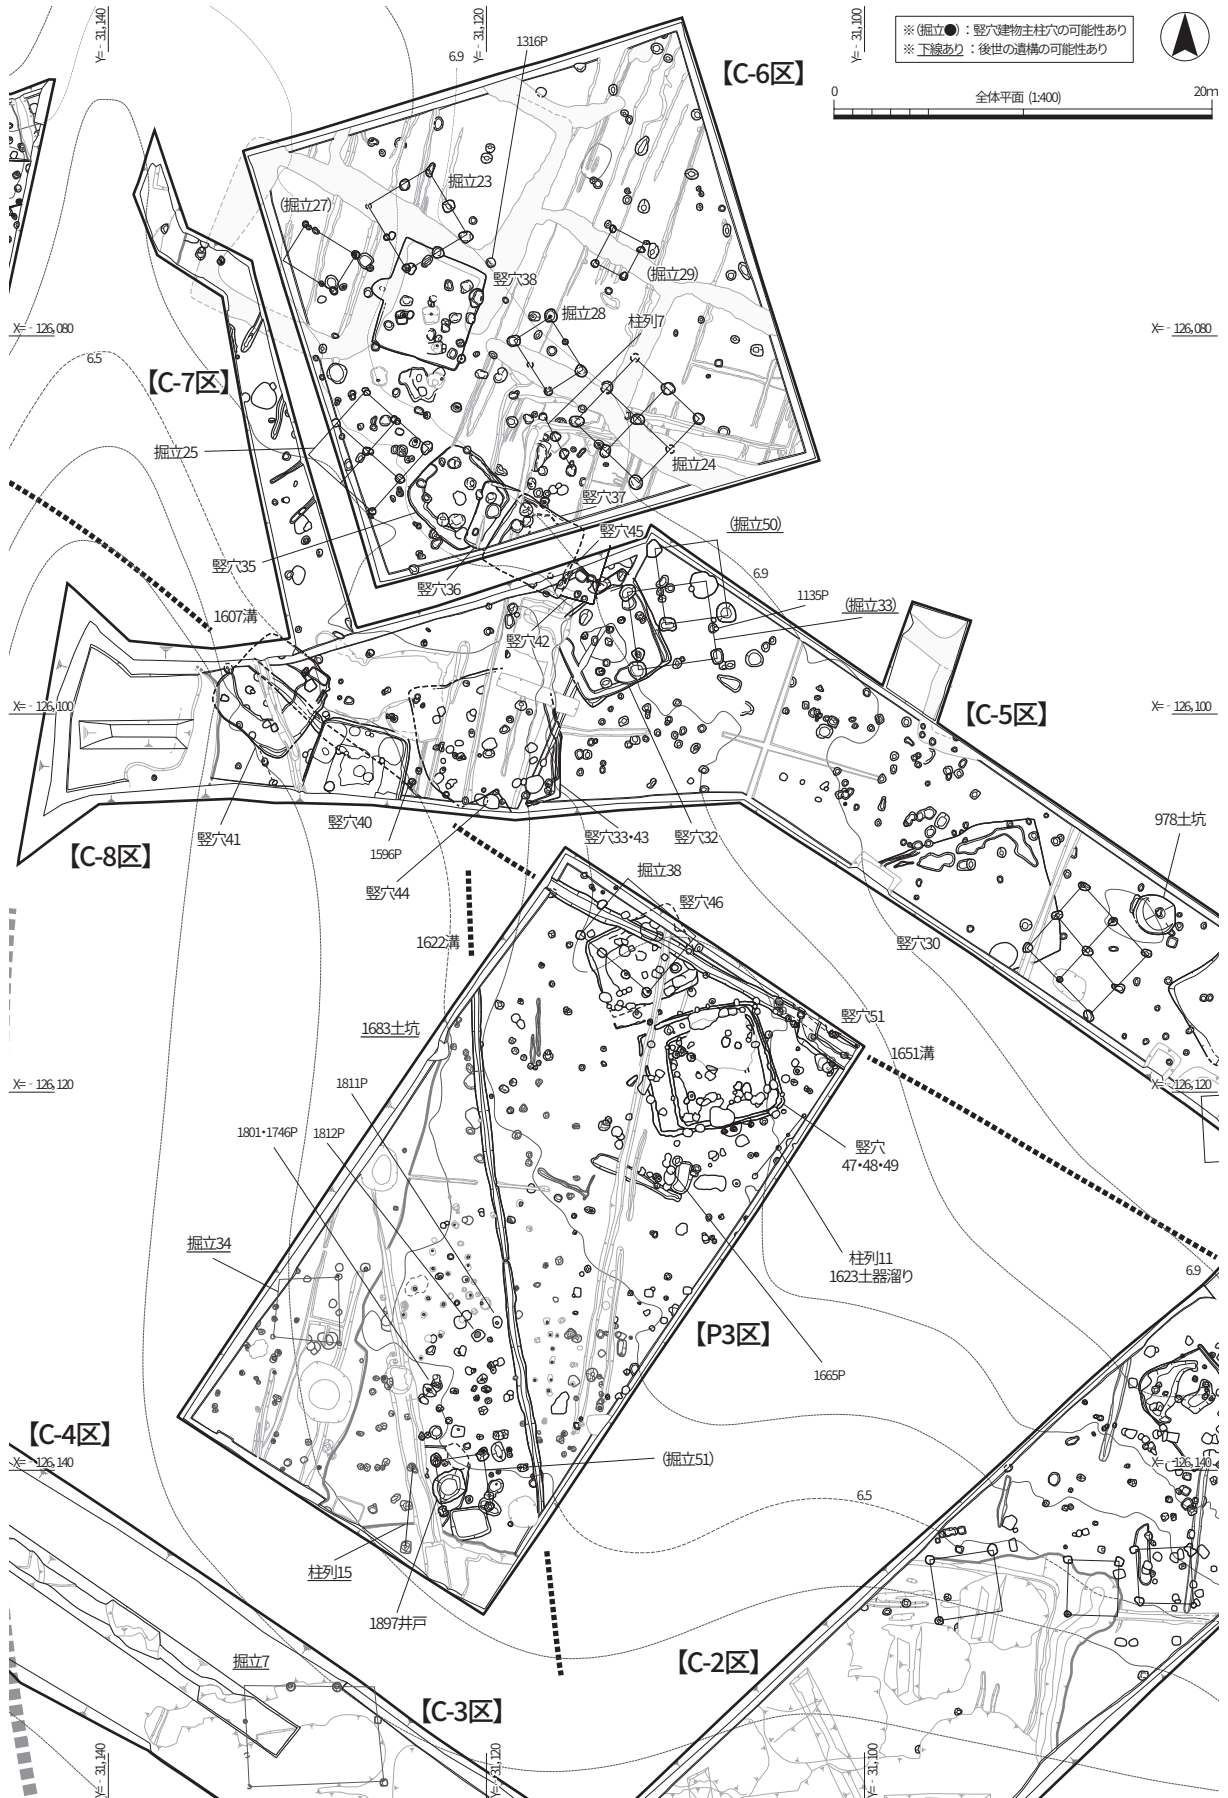 Y=− 31,140
Y=− 31,120
Y=− 31,100
※(掘立●)：竪穴建物主柱穴の可能性あり
※ 下線あり：後世の遺構の可能性あり
0
全体平面 (1:400)
20m
1316P
6.9
【C-6区】
掘立23
(掘立27)
竪穴38
(掘立29)
掘立28
柱列7
X=− 126,080
X=− 126,080
6.5
【C-7区】
掘立25
掘立24
竪穴37
(掘立50)
竪穴45
竪穴35
竪穴36
6.9
1135P
(掘立33)
1607溝
竪穴42
X=− 126,100
X=− 126,100
【C-5区】
978土坑
竪穴41
竪穴40
竪穴33・43
竪穴32
【C-8区】
1596P
竪穴44
掘立38
竪穴46
1622溝
竪穴30
竪穴51
1683土坑
1651溝
X=− 126,120
X=− 126,120
1811P
1801・1746P
1812P
竪穴
47・48・49
掘立34
柱列11
1623土器溜り
6.9
【P3区】
1665P
【C-4区】
X=− 126,140
X=− 126,140
(掘立51)
6.5
柱列15
1897井戸
掘立7
【C-2区】
【C-3区】
Y=− 31,140
Y=− 31,120
Y=− 31,100